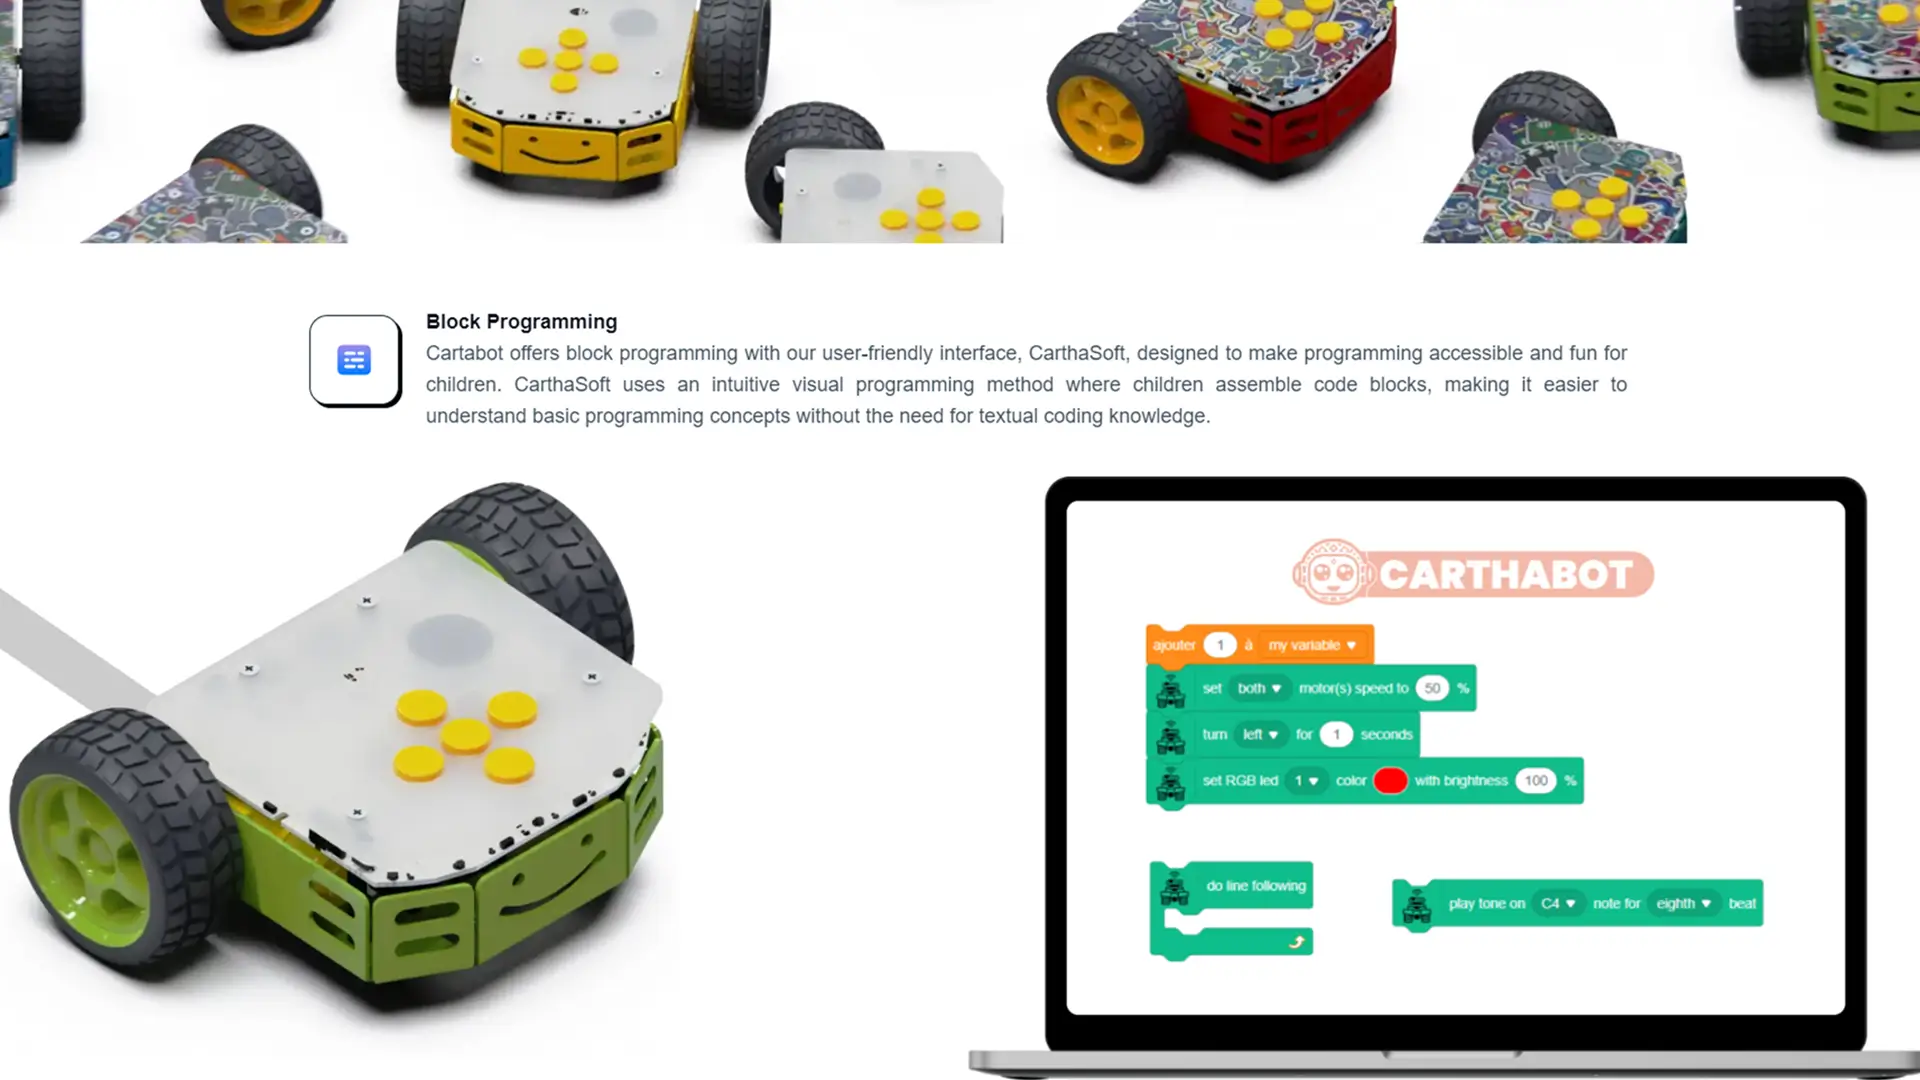 Block Programming
Cartabot offers block programming with our user-friendly interface, CarthaSoft, designed to make programming accessible and fun for
children. CarthaSoft uses an intuitive visual programming method where children assemble code blocks, making it easier to
understand basic programming concepts without the need for textual coding knowledge.
CARTHABOT
ajouter 1 à my variable
set both motor(s) speed to 50 %
turn left for 1 seconds
set RGB led 1 color with brightness 100 %
do line following
play tone on C4 note for eighth beat